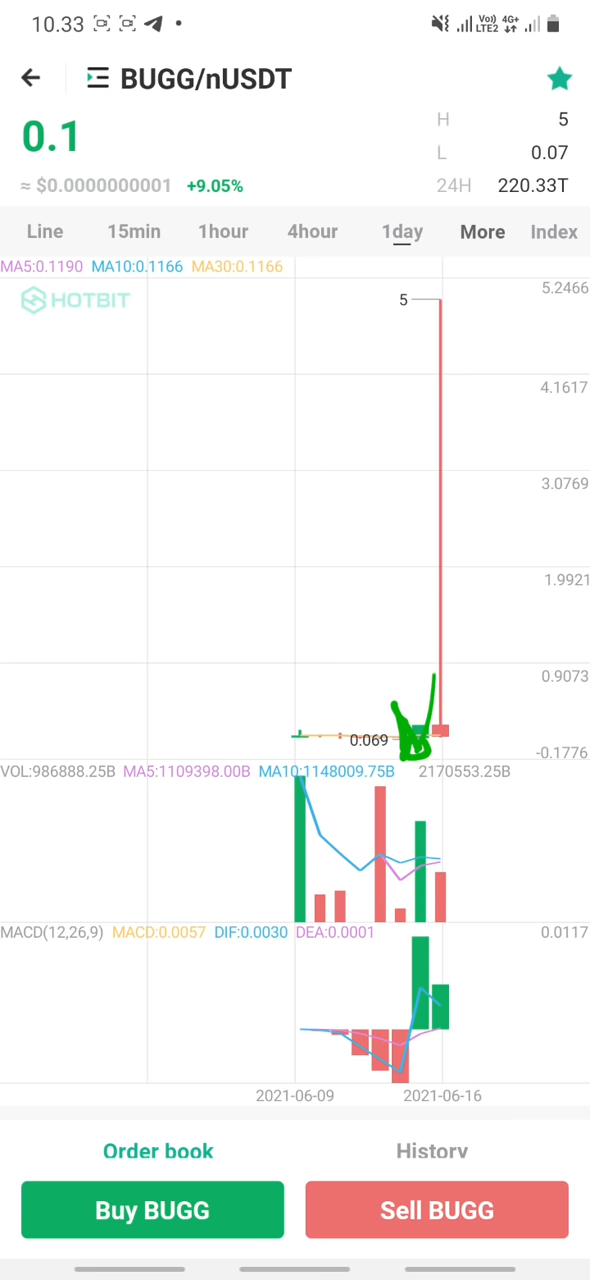 10.33 Vo) 4G+
LTE2
BUGG/nUSDT
0.1
H 5
L 0.07
≈ $0.0000000001 +9.05% 24H 220.33T
Line 15min 1hour 4hour 1day More Index
MA5:0.1190 MA10:0.1166 MA30:0.1166
5.2466
HOTBIT
5
4.1617
3.0769
1.9921
0.9073
0.069
-0.1776
VOL:986888.25B MA5:1109398.00B MA10:1148009.75B 2170553.25B
MACD(12,26,9) MACD:0.0057 DIF:0.0030 DEA:0.0001 0.0117
2021-06-09 2021-06-16
Order book History
Buy BUGG Sell BUGG